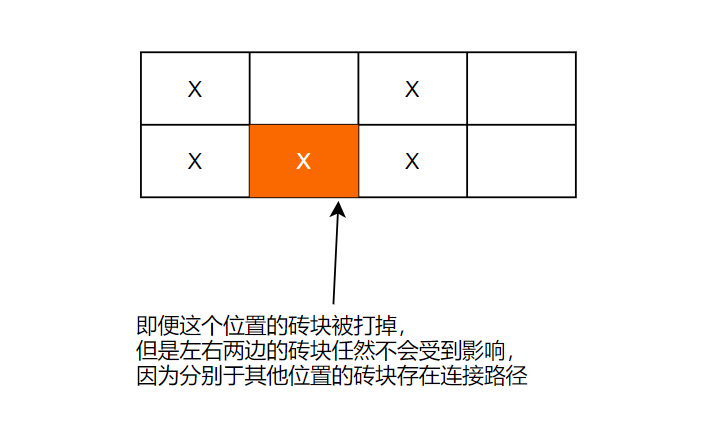 X X
X X X
即便这个位置的砖块被打掉，
但是左右两边的砖块任然不会受到影响，
因为分别于其他位置的砖块存在连接路径